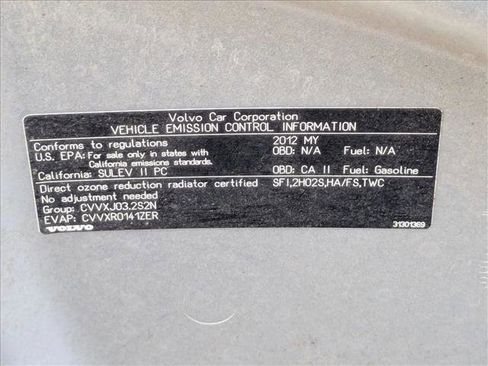 Volvo Car Corporation
VEHICLE EMISSION CONTROL INFORMATION
Conforms to regulations 2012 MY
U.S. EPA: For sale only in states with California emissions standards. OBD: N/A Fuel: N/A
California: SULEV II PC OBD: CA II Fuel: Gasoline
Direct ozone reduction radiator certified SFI,2HO2S,HA/FS,TWC
No adjustment needed
Group: CVVXJ03.2S2N
EVAP: CVVXR0141ZER
VOLVO 31301369